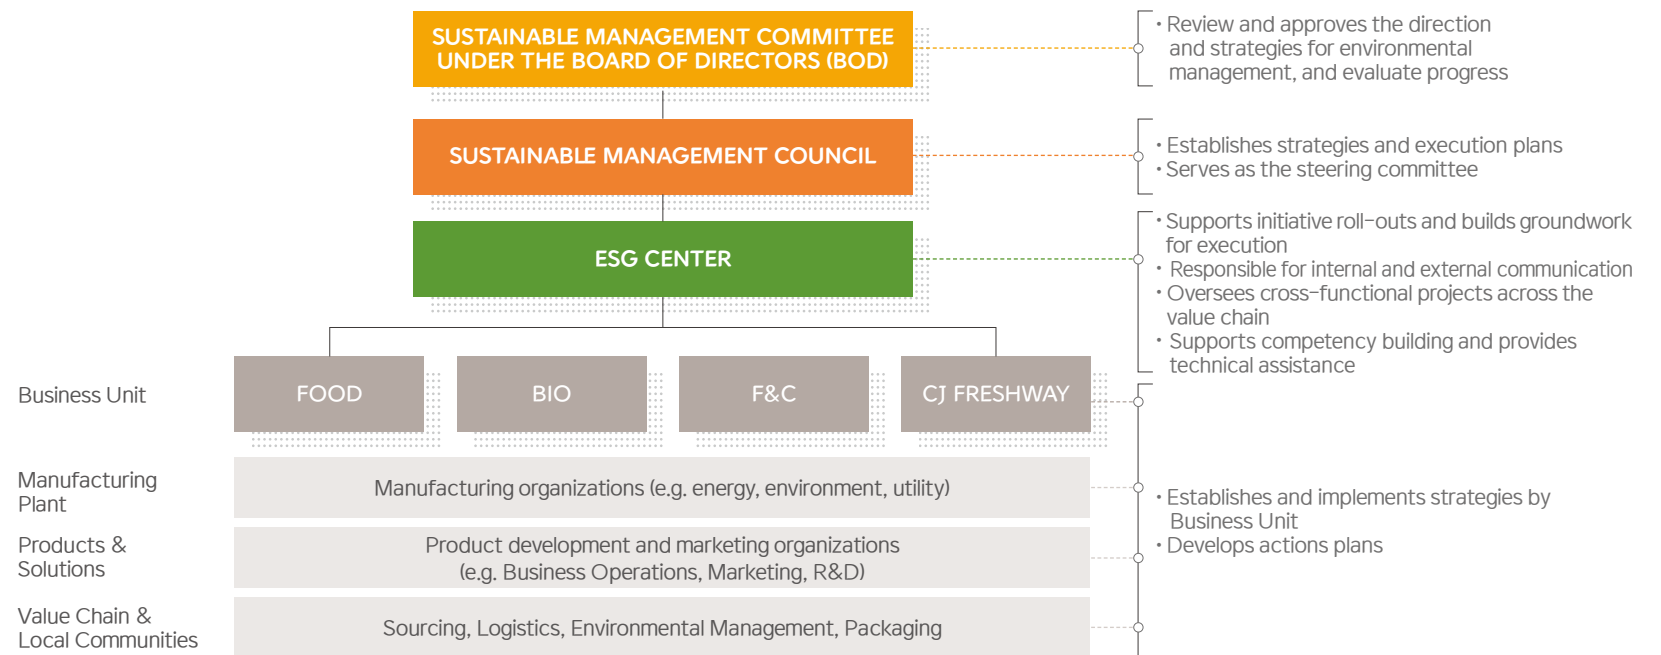 SUSTAINABLE MANAGEMENT COMMITTEE
UNDER THE BOARD OF DIRECTORS (BOD)
· Review and approves the direction
and strategies for environmental
management, and evaluate progress
SUSTAINABLE MANAGEMENT COUNCIL
· Establishes strategies and execution plans
· Serves as the steering committee
ESG CENTER
· Supports initiative roll-outs and builds groundwork
for execution
· Responsible for internal and external communication
· Oversees cross-functional projects across the
value chain
· Supports competency building and provides
technical assistance
Business Unit
FOOD
BIO
F&C
CJ FRESHWAY
Manufacturing
Plant
Manufacturing organizations (e.g. energy, environment, utility)
Products &
Solutions
Product development and marketing organizations
(e.g. Business Operations, Marketing, R&D)
Value Chain &
Local Communities
Sourcing, Logistics, Environmental Management, Packaging
· Establishes and implements strategies by
Business Unit
· Develops actions plans